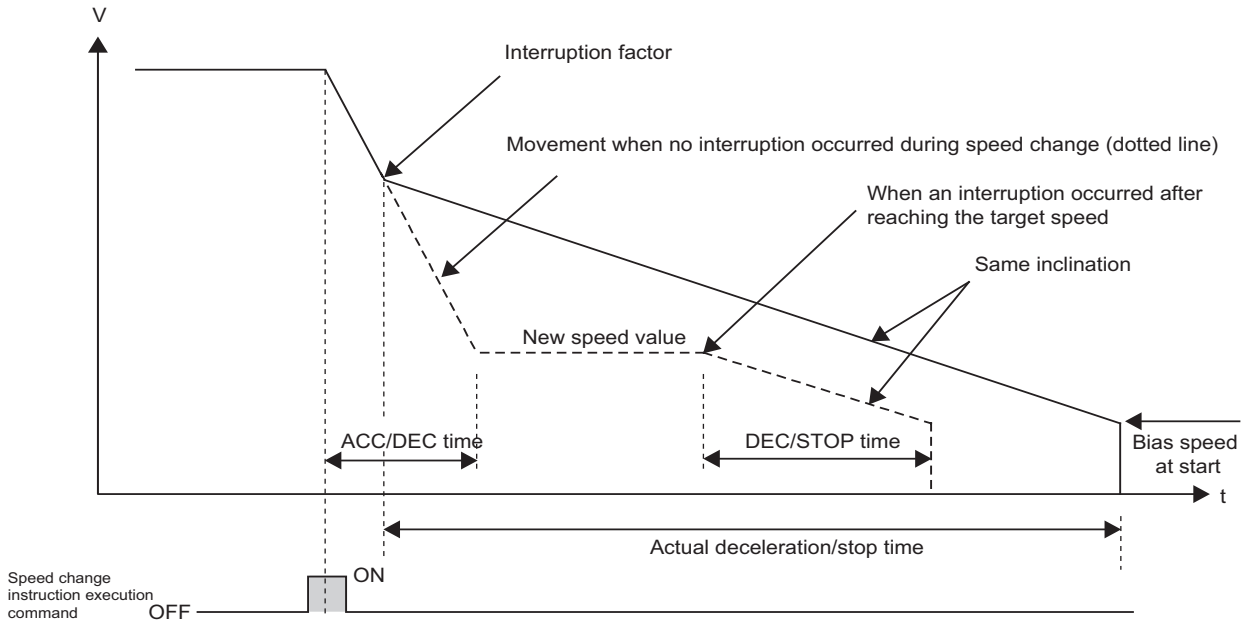 V
Interruption factor
Movement when no interruption occurred during speed change (dotted line)
When an interruption occurred after
reaching the target speed
Same inclination
New speed value
ACC/DEC time
DEC/STOP time
Bias speed
at start
t
Actual deceleration/stop time
Speed change
instruction execution
command
ON
OFF